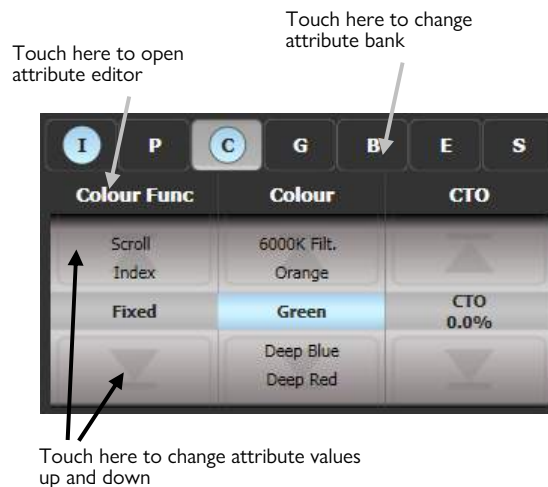 Touch here to change
attribute bank
Touch here to open
attribute editor
I P C G B E S
Colour Func Colour CTO
Scroll 6000K Filt.
Index Orange
Fixed Green CTO
0.0%
Deep Blue
Deep Red
Touch here to change attribute values
up and down